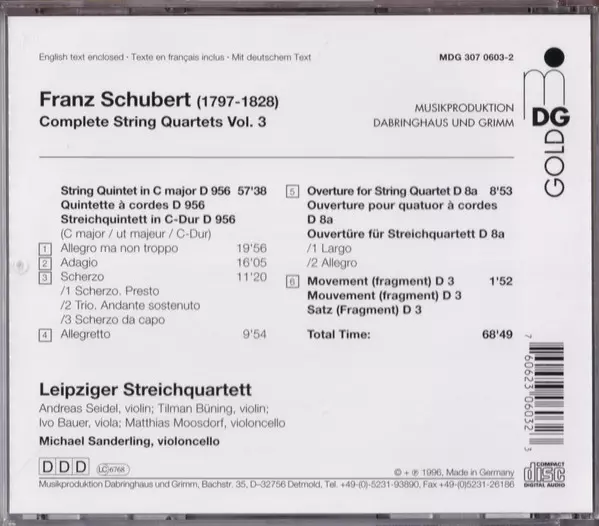 English text enclosed · Texte en français inclus · Mit deutschem Text
MDG 307 0603-2
Franz Schubert (1797-1828)
Complete String Quartets Vol. 3
MUSIKPRODUKTION
DABRINGHAUS UND GRIMM
DG
GOLD
String Quintet in C major D 956 57'38
Quintette à cordes D 956
Streichquintett in C-Dur D 956
(C major / ut majeur / C-Dur)
1 Allegro ma non troppo 19'56
2 Adagio 16'05
3 Scherzo 11'20
/1 Scherzo. Presto
/2 Trio. Andante sostenuto
/3 Scherzo da capo
4 Allegretto 9'54
5 Overture for String Quartet D 8a 8'53
Ouverture pour quatuor à cordes
D 8a
Ouvertüre für Streichquartett D 8a
/1 Largo
/2 Allegro
6 Movement (fragment) D 3 1'52
Mouvement (fragment) D 3
Satz (Fragment) D 3
Total Time: 68'49
Leipziger Streichquartett
Andreas Seidel, violin; Tilman Büning, violin;
Ivo Bauer, viola; Matthias Moosdorf, violoncello
Michael Sanderling, violoncello
DDD LC 6768
© + ℗ 1996, Made in Germany
Musikproduktion Dabringhaus und Grimm, Bachstr. 35, D-32756 Detmold, Tel. +49-(0)-5231-93890, Fax +49-(0)5231-26186
7 60623 06032 3
COMPACT
disc
DIGITAL AUDIO